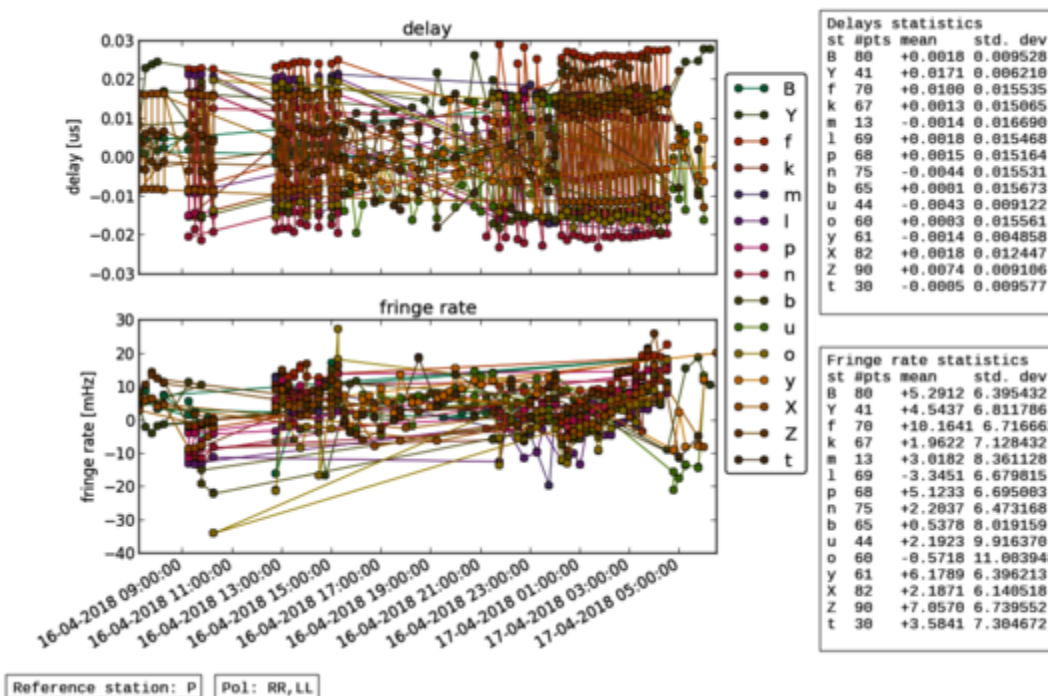 delay
0.03
0.02
0.01
0.00
−0.01
−0.02
−0.03
delay [us]
fringe rate
30
20
10
0
−10
−20
−30
−40
fringe rate [mHz]
16-04-2018 09:00:00
16-04-2018 11:00:00
16-04-2018 13:00:00
16-04-2018 15:00:00
16-04-2018 17:00:00
16-04-2018 19:00:00
16-04-2018 21:00:00
16-04-2018 23:00:00
17-04-2018 01:00:00
17-04-2018 03:00:00
17-04-2018 05:00:00
B
Y
f
k
m
l
p
n
b
u
o
y
X
Z
t
Delays statistics
st #pts mean std. dev
B 80 +0.0018 0.009528
Y 41 +0.0171 0.006210
f 70 +0.0100 0.015535
k 67 +0.0013 0.015065
m 13 -0.0014 0.016690
l 69 +0.0018 0.015468
p 68 +0.0015 0.015164
n 75 -0.0044 0.015531
b 65 +0.0001 0.015673
u 44 -0.0043 0.009122
o 60 +0.0003 0.015561
y 61 -0.0014 0.004858
X 82 +0.0018 0.012447
Z 90 +0.0074 0.009106
t 30 -0.0005 0.009577
Fringe rate statistics
st #pts mean std. dev
B 80 +5.2912 6.395432
Y 41 +4.5437 6.811786
f 70 +10.1641 6.716662
k 67 +1.9622 7.128432
m 13 +3.0182 8.361128
l 69 -3.3451 6.679815
p 68 +5.1233 6.695003
n 75 +2.2037 6.473168
b 65 +0.5378 8.019159
u 44 +2.1923 9.916370
o 60 -0.5718 11.003948
y 61 +6.1789 6.396213
X 82 +2.1871 6.140518
Z 90 +7.0570 6.739552
t 30 +3.5841 7.304672
Reference station: P
Pol: RR,LL